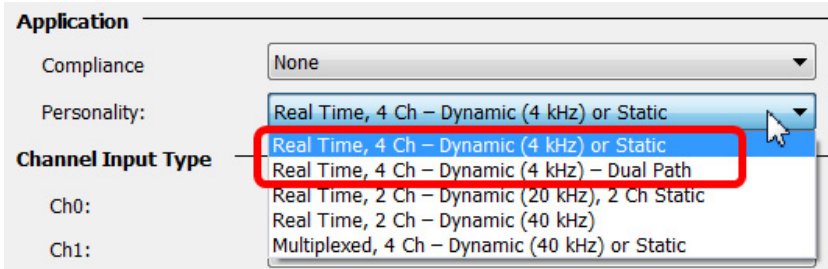 Application
Compliance
None
Personality:
Real Time, 4 Ch – Dynamic (4 kHz) or Static
Real Time, 4 Ch – Dynamic (4 kHz) or Static
Real Time, 4 Ch – Dynamic (4 kHz) – Dual Path
Real Time, 2 Ch – Dynamic (20 kHz), 2 Ch Static
Real Time, 2 Ch – Dynamic (40 kHz)
Multiplexed, 4 Ch – Dynamic (40 kHz) or Static
Channel Input Type
Ch0:
Ch1: